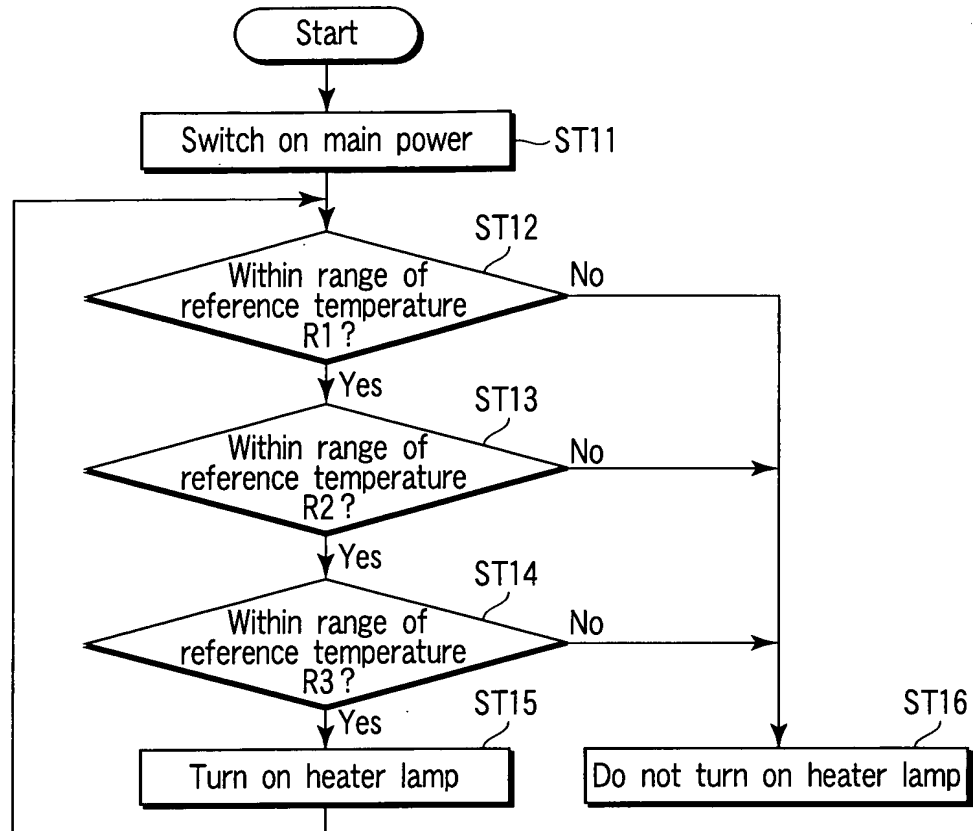 Start
Switch on main power
ST11
ST12
Within range of
reference temperature
R1?
No
Yes
ST13
Within range of
reference temperature
R2?
No
Yes
ST14
Within range of
reference temperature
R3?
No
Yes
ST15
Turn on heater lamp
ST16
Do not turn on heater lamp